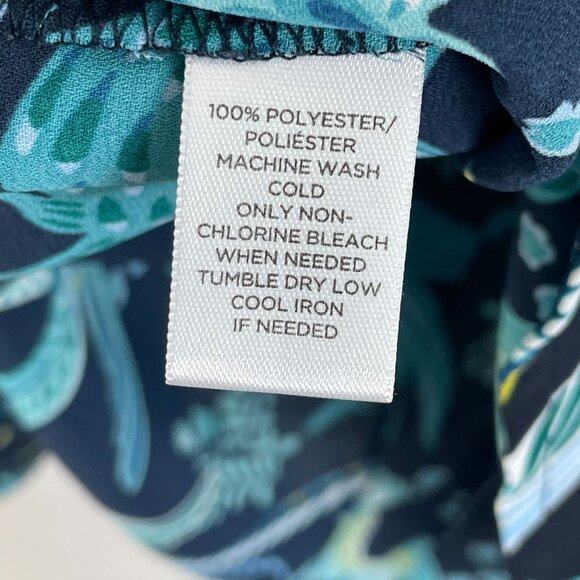 100% POLYESTER/
POLIÉSTER
MACHINE WASH
COLD
ONLY NON-
CHLORINE BLEACH
WHEN NEEDED
TUMBLE DRY LOW
COOL IRON
IF NEEDED